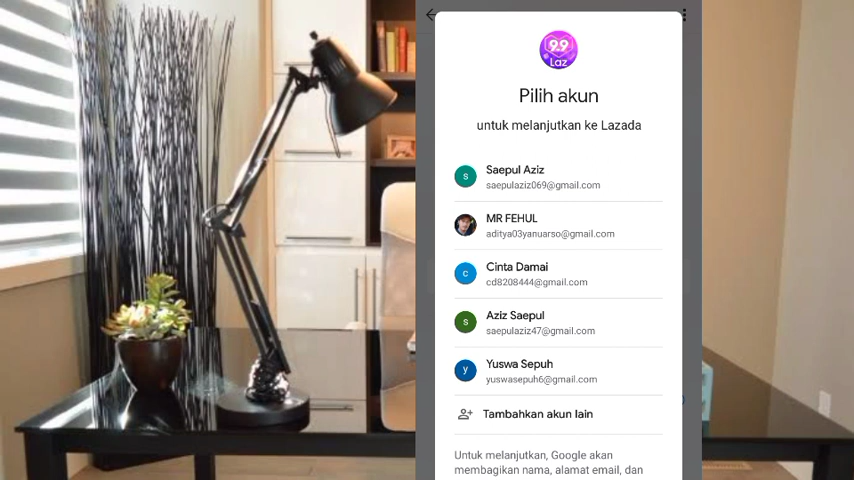 9.9
Laz
Pilih akun
untuk melanjutkan ke Lazada
s
Saepul Aziz
saepulaziz069@gmail.com
MR FEHUL
aditya03yanuarso@gmail.com
c
Cinta Damai
cd8208444@gmail.com
s
Aziz Saepul
saepulaziz47@gmail.com
y
Yuswa Sepuh
yuswasepuh6@gmail.com
Tambahkan akun lain
Untuk melanjutkan, Google akan
membagikan nama, alamat email, dan